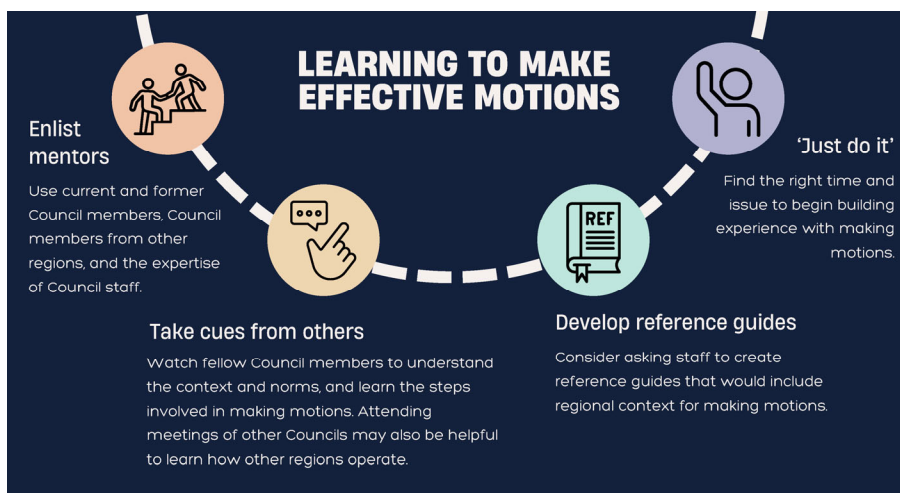 LEARNING TO MAKE
EFFECTIVE MOTIONS
Enlist
mentors
Use current and former
Council members, Council
members from other
regions, and the expertise
of Council staff.
Take cues from others
Watch fellow Council members to understand
the context and norms, and learn the steps
involved in making motions. Attending
meetings of other Councils may also be helpful
to learn how other regions operate.
REF
Develop reference guides
Consider asking staff to create
reference guides that would include
regional context for making motions.
‘Just do it’
Find the right time and
issue to begin building
experience with making
motions.